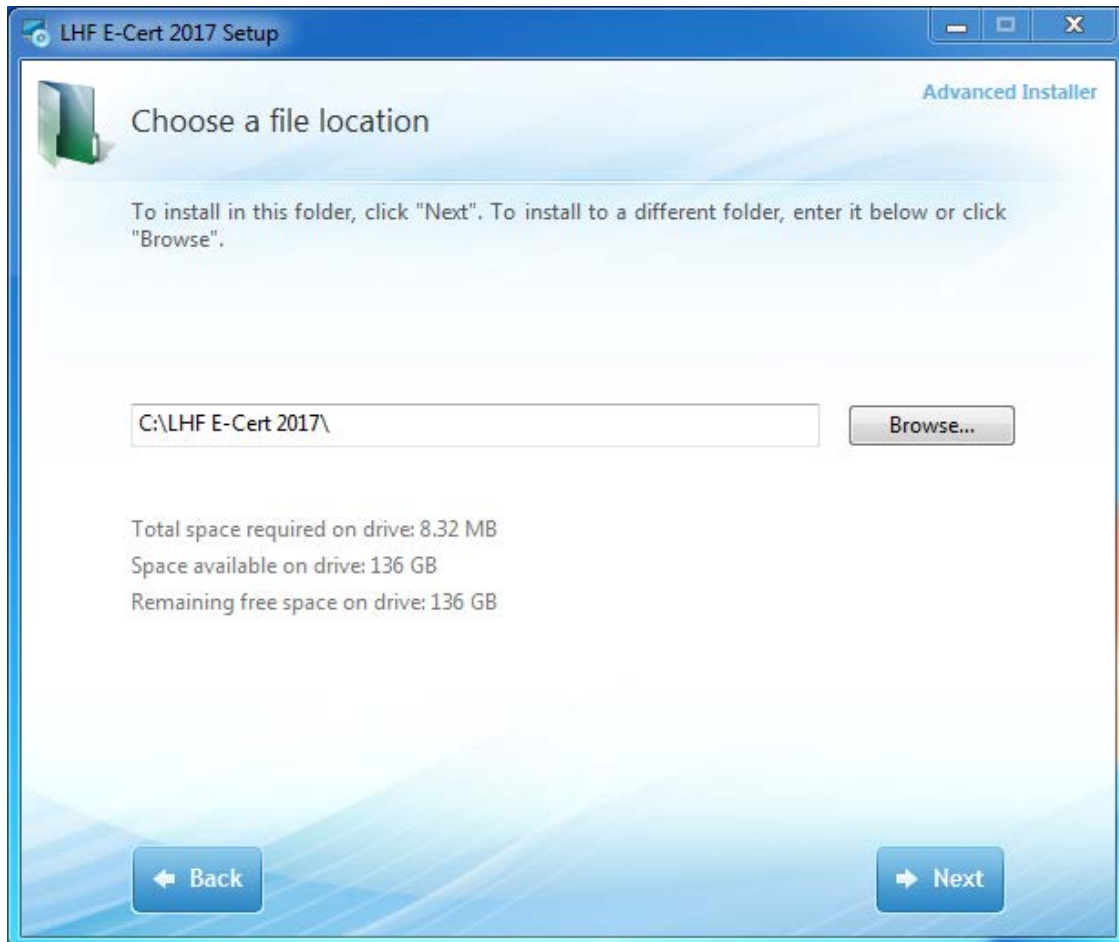 LHF E-Cert 2017 Setup
Advanced Installer
Choose a file location
To install in this folder, click "Next". To install to a different folder, enter it below or click
"Browse".
C:\LHF E-Cert 2017\
Browse...
Total space required on drive: 8.32 MB
Space available on drive: 136 GB
Remaining free space on drive: 136 GB
Back
Next